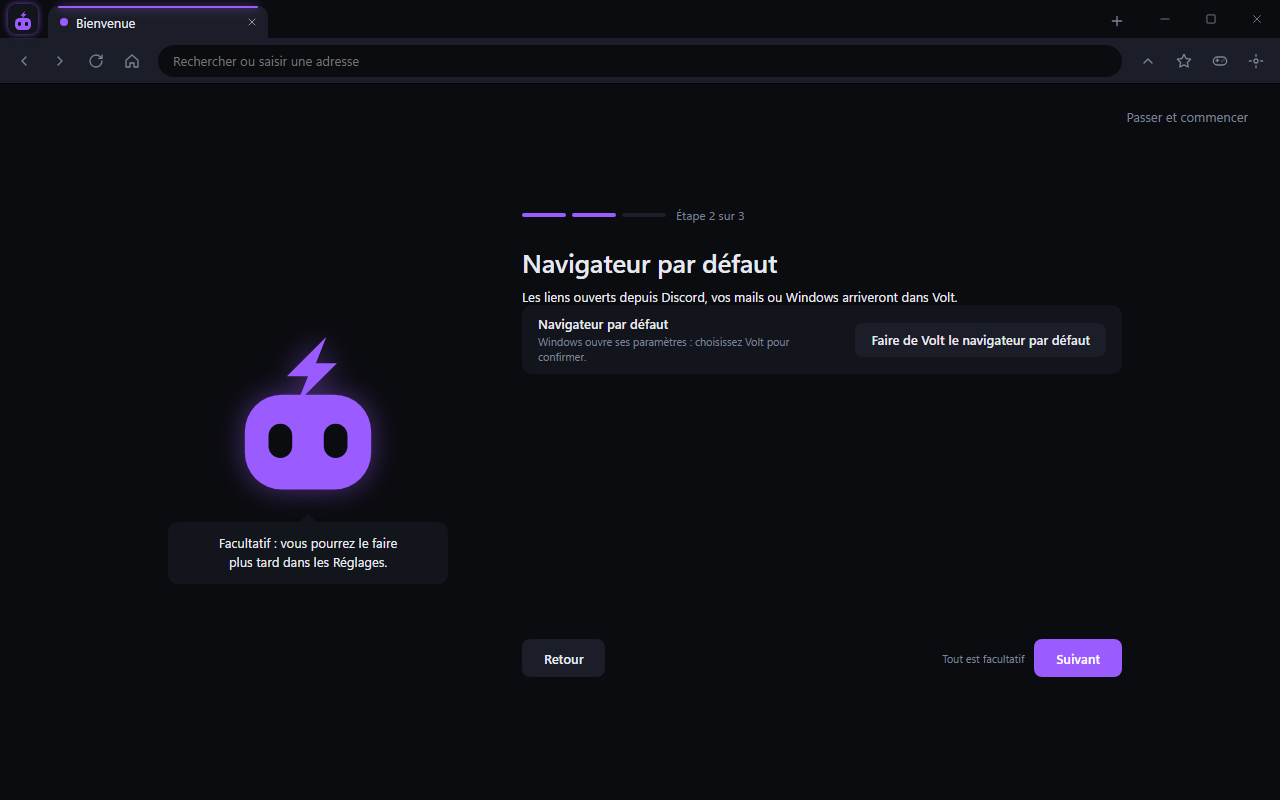 Bienvenue
Rechercher ou saisir une adresse
Passer et commencer
Étape 2 sur 3
Navigateur par défaut
Les liens ouverts depuis Discord, vos mails ou Windows arriveront dans Volt.
Navigateur par défaut
Windows ouvre ses paramètres : choisissez Volt pour
confirmer.
Faire de Volt le navigateur par défaut
Facultatif : vous pourrez le faire
plus tard dans les Réglages.
Retour
Tout est facultatif
Suivant